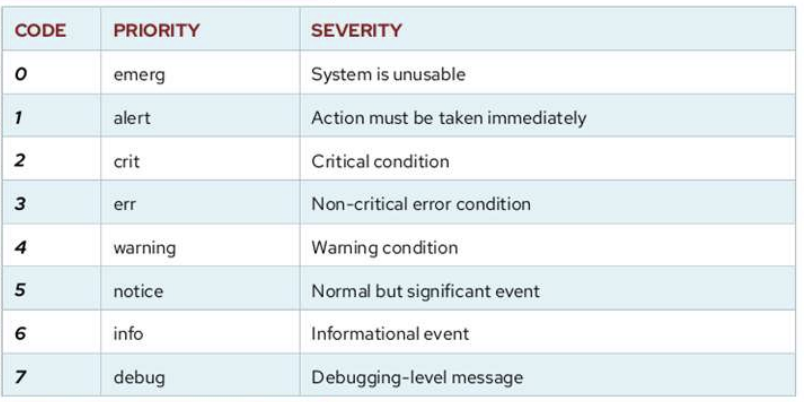 CODE PRIORITY SEVERITY
0 emerg System is unusable
1 alert Action must be taken immediately
2 crit Critical condition
3 err Non-critical error condition
4 warning Warning condition
5 notice Normal but significant event
6 info Informational event
7 debug Debugging-level message